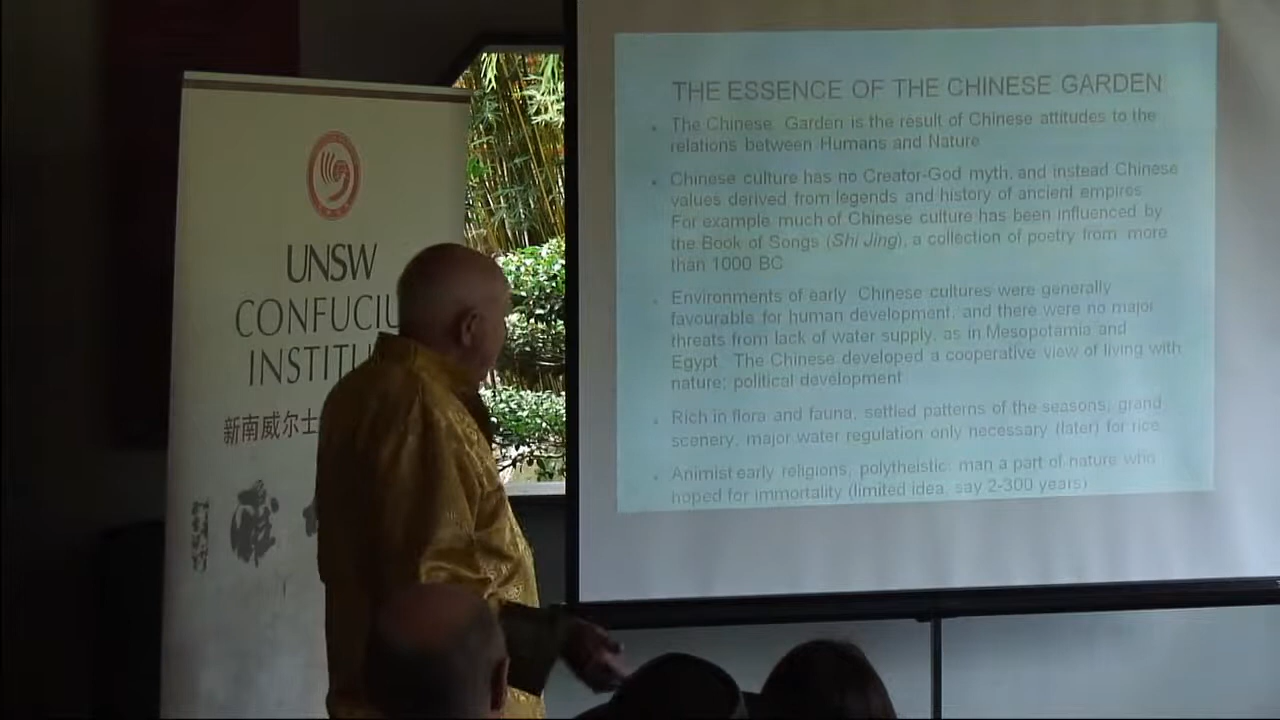 UNSW
CONFUCIU
INSTITU
新南威尔士
THE ESSENCE OF THE CHINESE GARDEN
• The Chinese Garden is the result of Chinese attitudes to the
relations between Humans and Nature
• Chinese culture has no Creator-God myth, and instead Chinese
values derived from legends and history of ancient empires
For example much of Chinese culture has been influenced by
the Book of Songs (Shi Jing), a collection of poetry from more
than 1000 BC
• Environments of early Chinese cultures were generally
favourable for human development, and there were no major
threats from lack of water supply, as in Mesopotamia and
Egypt. The Chinese developed a cooperative view of living with
nature; political development
• Rich in flora and fauna, settled patterns of the seasons; grand
scenery; major water regulation only necessary (later) for rice
• Animist early religions, polytheistic; man a part of nature who
hoped for immortality (limited idea, say 2-300 years)